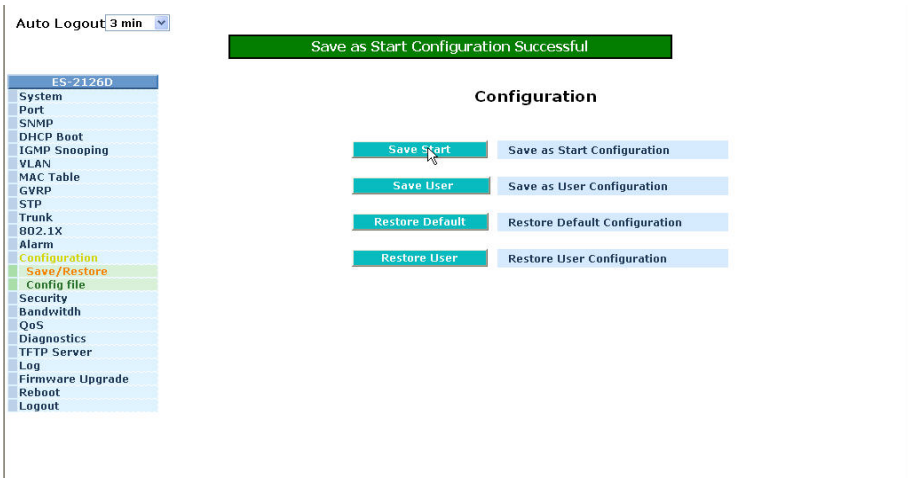 Auto Logout 3 min
Save as Start Configuration Successful
ES-2126D
System
Port
SNMP
DHCP Boot
IGMP Snooping
VLAN
MAC Table
GVRP
STP
Trunk
802.1X
Alarm
Configuration
Save/Restore
Config file
Security
Bandwitdh
QoS
Diagnostics
TFTP Server
Log
Firmware Upgrade
Reboot
Logout
Configuration
Save Start Save as Start Configuration
Save User Save as User Configuration
Restore Default Restore Default Configuration
Restore User Restore User Configuration